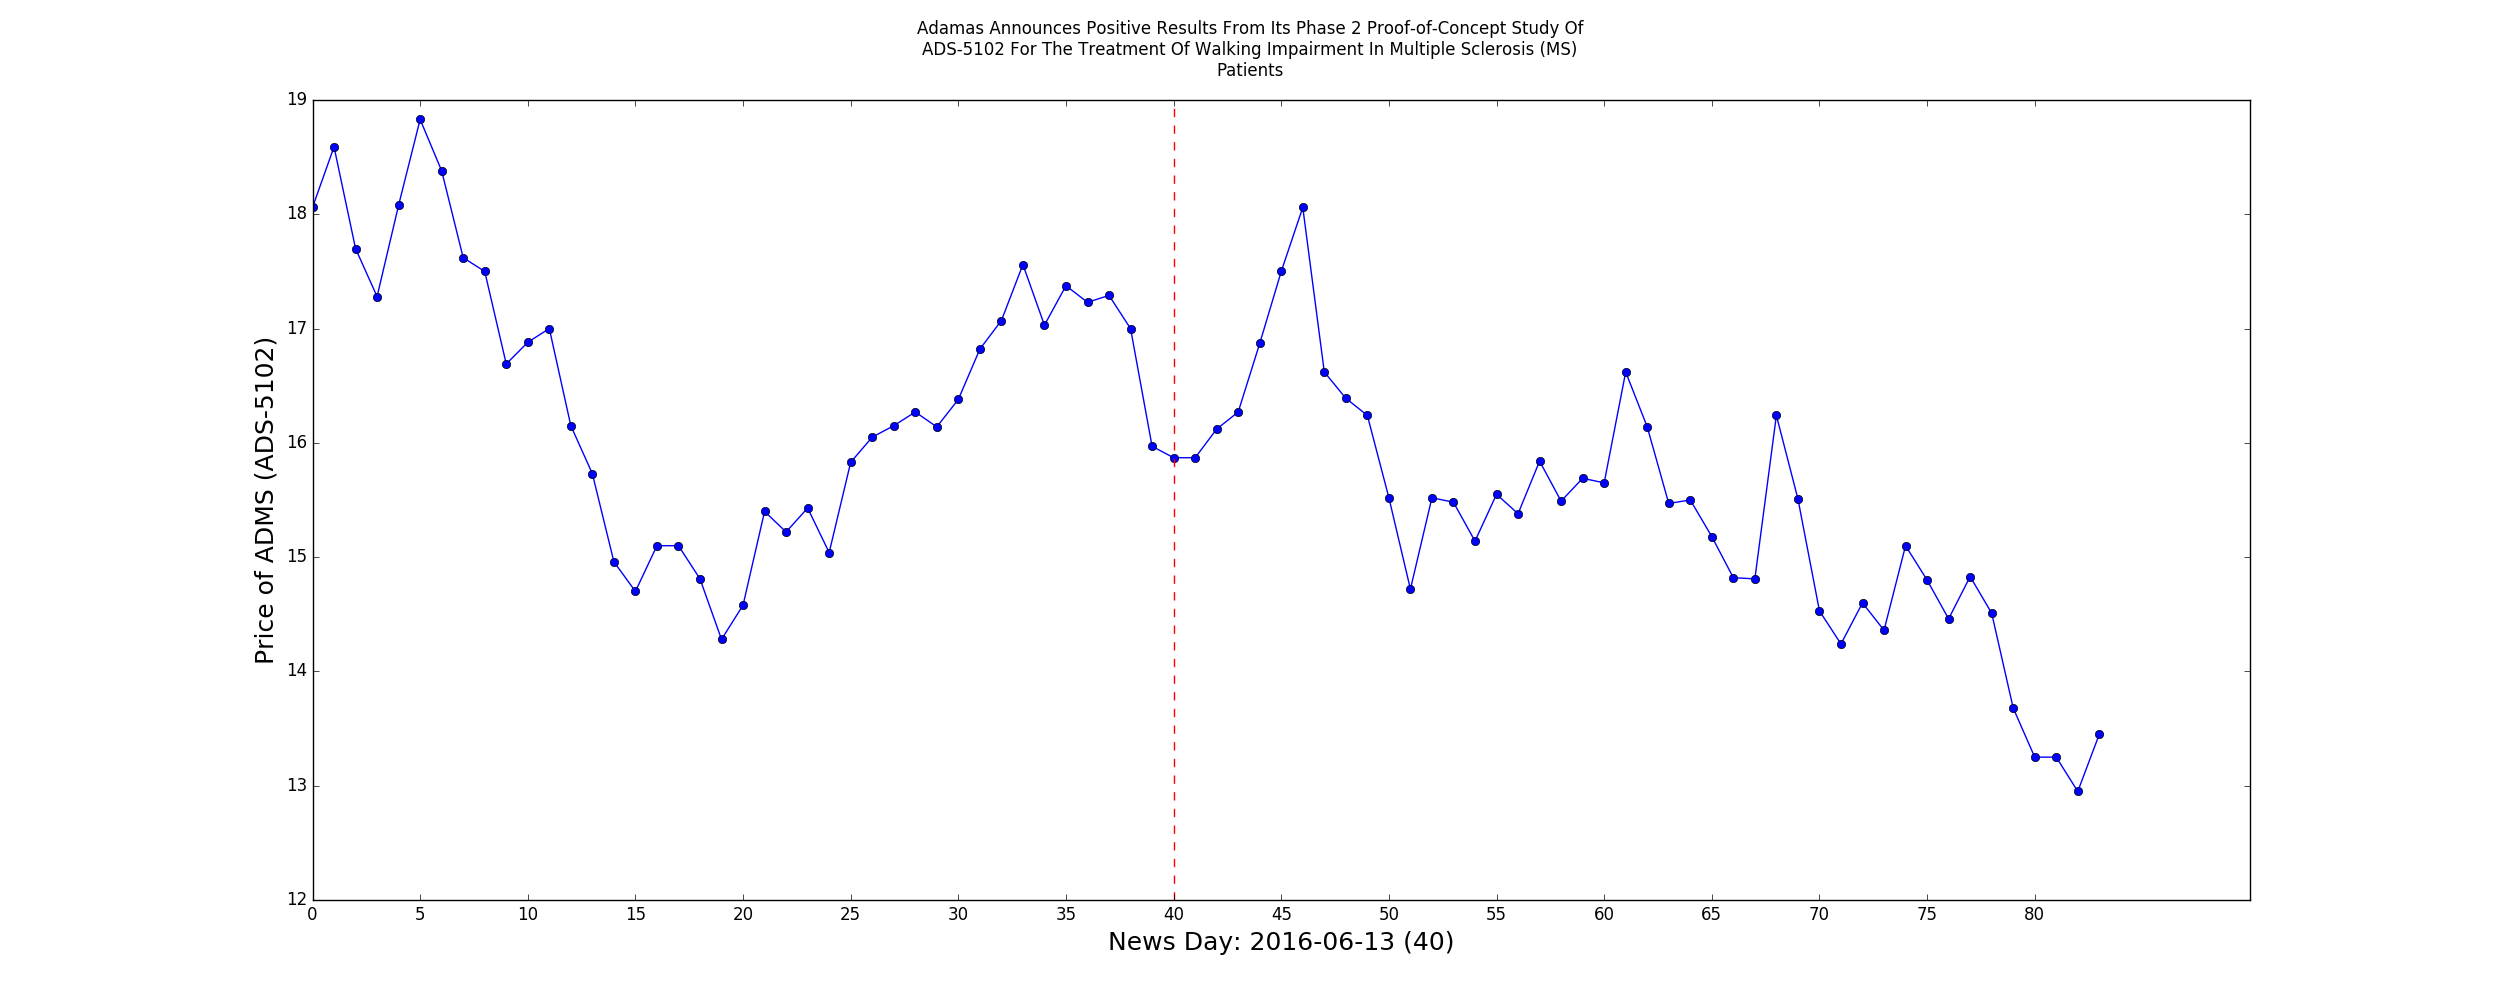 Adamas Announces Positive Results From Its Phase 2 Proof-of-Concept Study Of
ADS-5102 For The Treatment Of Walking Impairment In Multiple Sclerosis (MS)
Patients
19
18
17
16
15
14
13
12
Price of ADMS (ADS-5102)
0 5 10 15 20 25 30 35 40 45 50 55 60 65 70 75 80
News Day: 2016-06-13 (40)